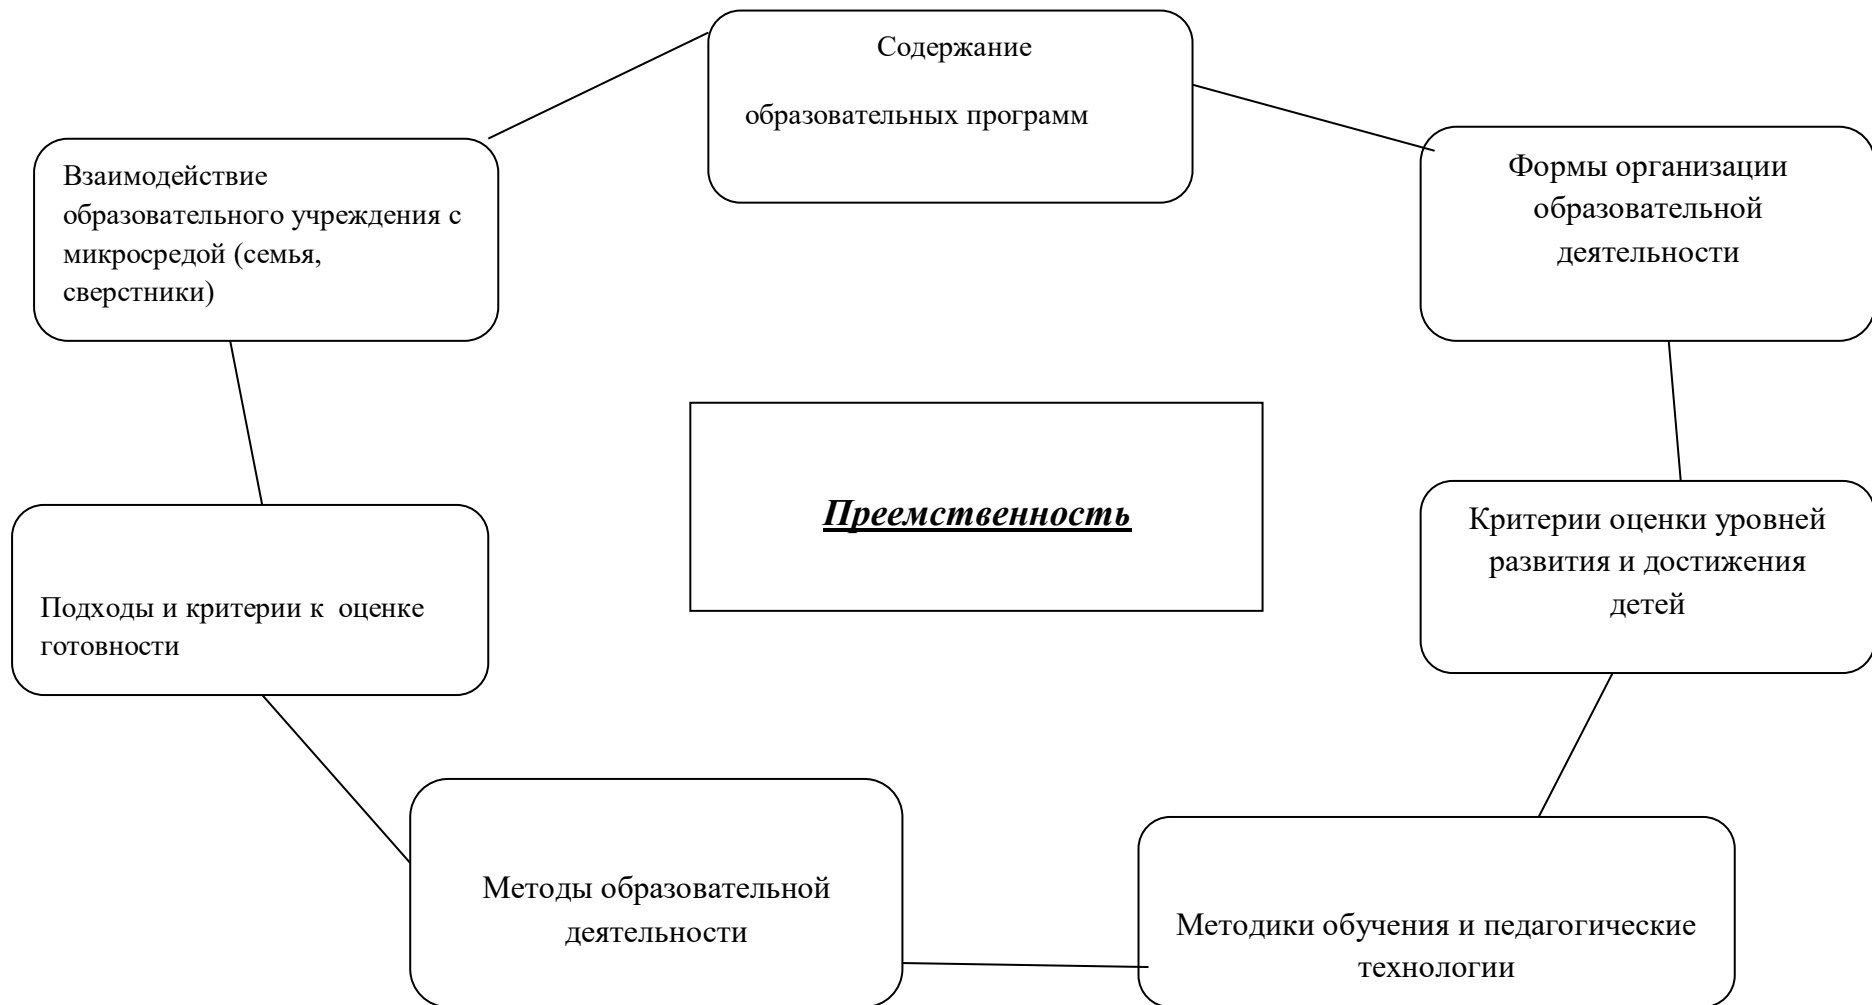 Содержание
образовательных программ
Взаимодействие
образовательного учреждения с
микросредой (семья,
сверстники)
Формы организации
образовательной
деятельности
Преемственность
Подходы и критерии к  оценке
готовности
Критерии оценки уровней
развития и достижения
детей
Методы образовательной
деятельности
Методики обучения и педагогические
технологии